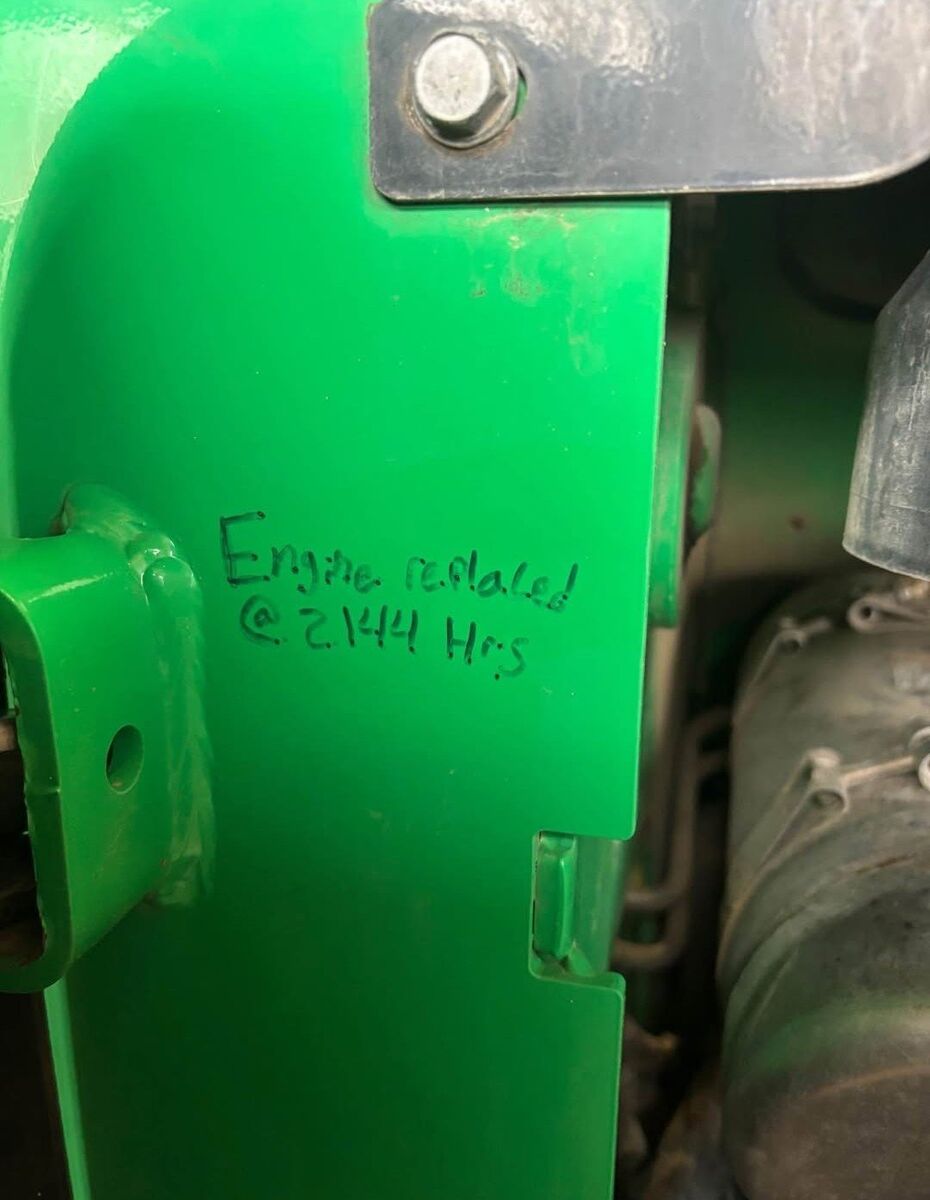 Engine replaced
@ 2144 Hrs